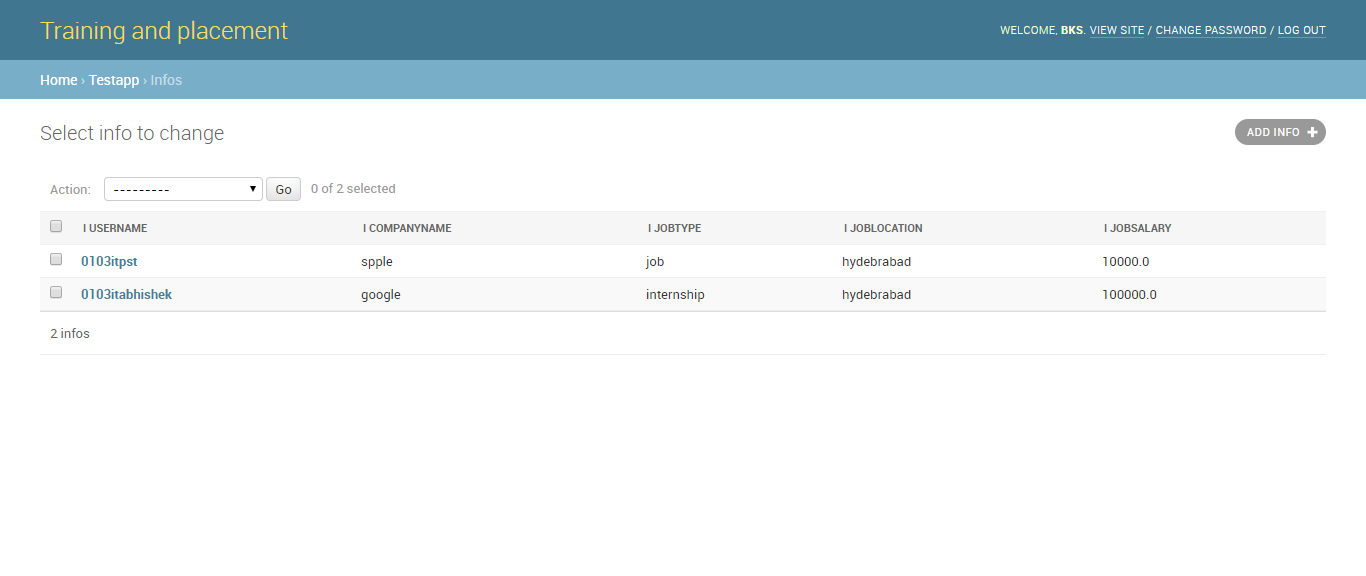 Training and placement
WELCOME, BKS. VIEW SITE / CHANGE PASSWORD / LOG OUT
Home › Testapp › Infos
Select info to change
ADD INFO +
Action: --------- Go 0 of 2 selected
I USERNAME I COMPANYNAME I JOBTYPE I JOBLOCATION I JOBSALARY
0103itpst spple job hydebrabad 10000.0
0103itabhishek google internship hydebrabad 100000.0
2 infos